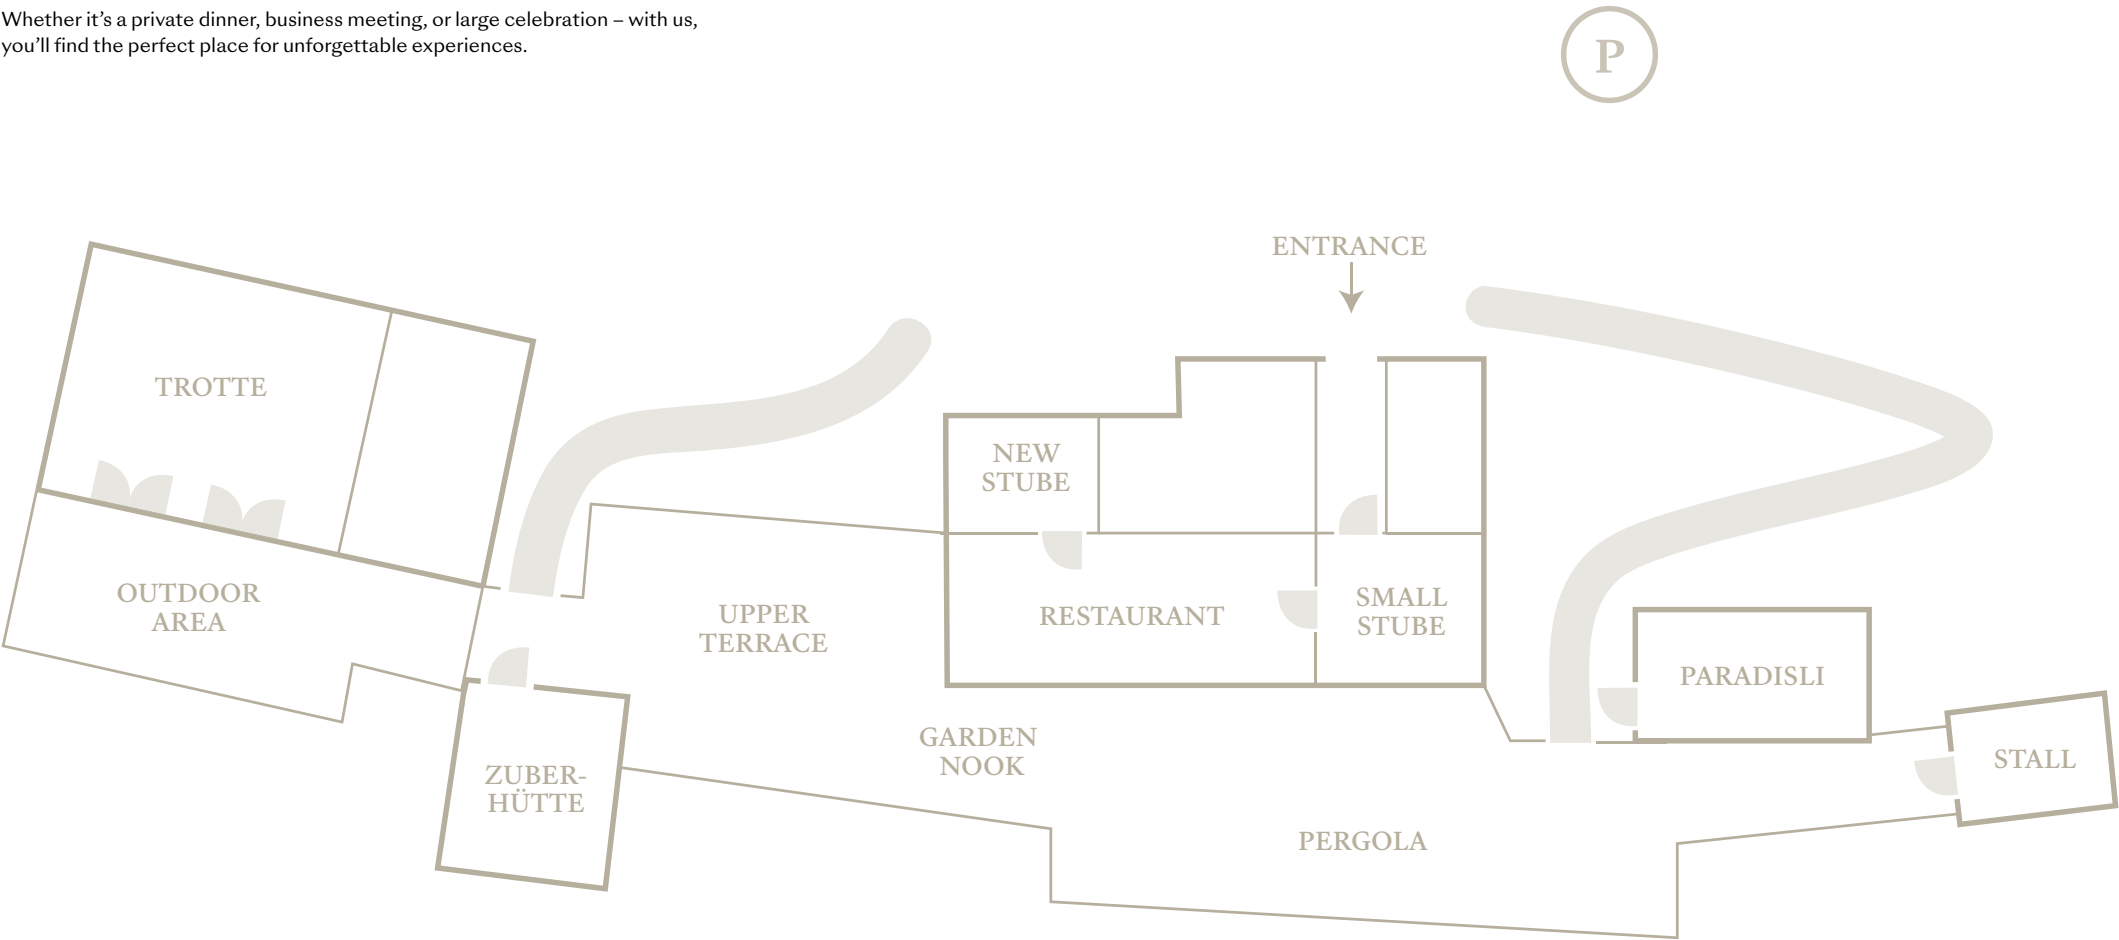 Whether it’s a private dinner, business meeting, or large celebration – with us,
you’ll find the perfect place for unforgettable experiences.
P
ENTRANCE
TROTTE
NEW
STUBE
OUTDOOR
AREA
UPPER
TERRACE
RESTAURANT
SMALL
STUBE
PARADISLI
GARDEN
NOOK
STALL
ZUBER-
HÜTTE
PERGOLA